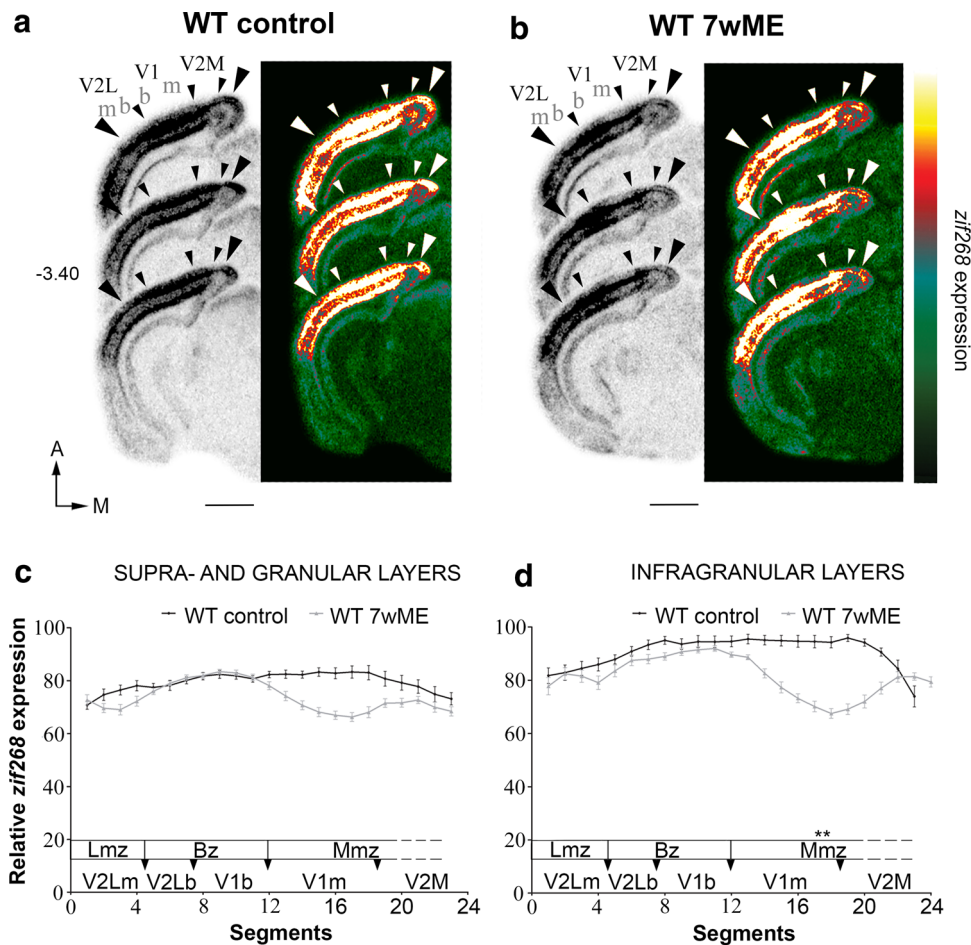 a
WT control
b
WT 7wME
V2L
V1
V2M
m
b
b
m
V2L
V1
V2M
m
b
b
m
-3.40
A
M
zif268 expression
c
SUPRA- AND GRANULAR LAYERS
WT control
WT 7wME
Relative zif268 expression
100
80
60
40
20
0
Lmz
Bz
Mmz
V2Lm
V2Lb
V1b
V1m
V2M
0
4
8
12
16
20
24
Segments
d
INFRAGRANULAR LAYERS
WT control
WT 7wME
100
80
60
40
20
0
**
Lmz
Bz
Mmz
V2Lm
V2Lb
V1b
V1m
V2M
0
4
8
12
16
20
24
Segments